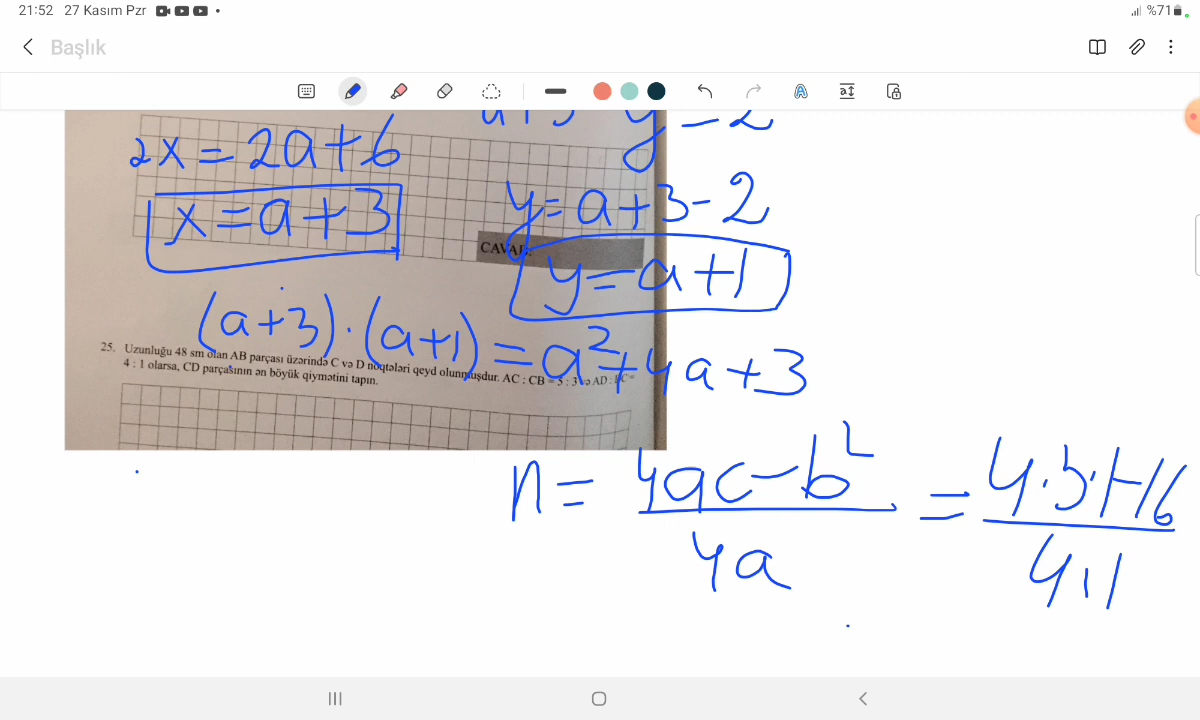 21:52 27 Kasım Pzr %71
Başlık
2x = 2a+6
y = a+3-2
x = a+3
CAVAB:
y = a+1
(a+3)·(a+1) = a²+4a+3
25. Uzunluğu 48 sm olan AB parçası üzərində C və D nöqtələri qeyd olunmuşdur. AC : CB = 5 : 3 və AD :
4 : 1 olarsa, CD parçasının ən böyük qiymətini tapın.
n = 4ac-b² / 4a = 4·3·1-16 / 4·1